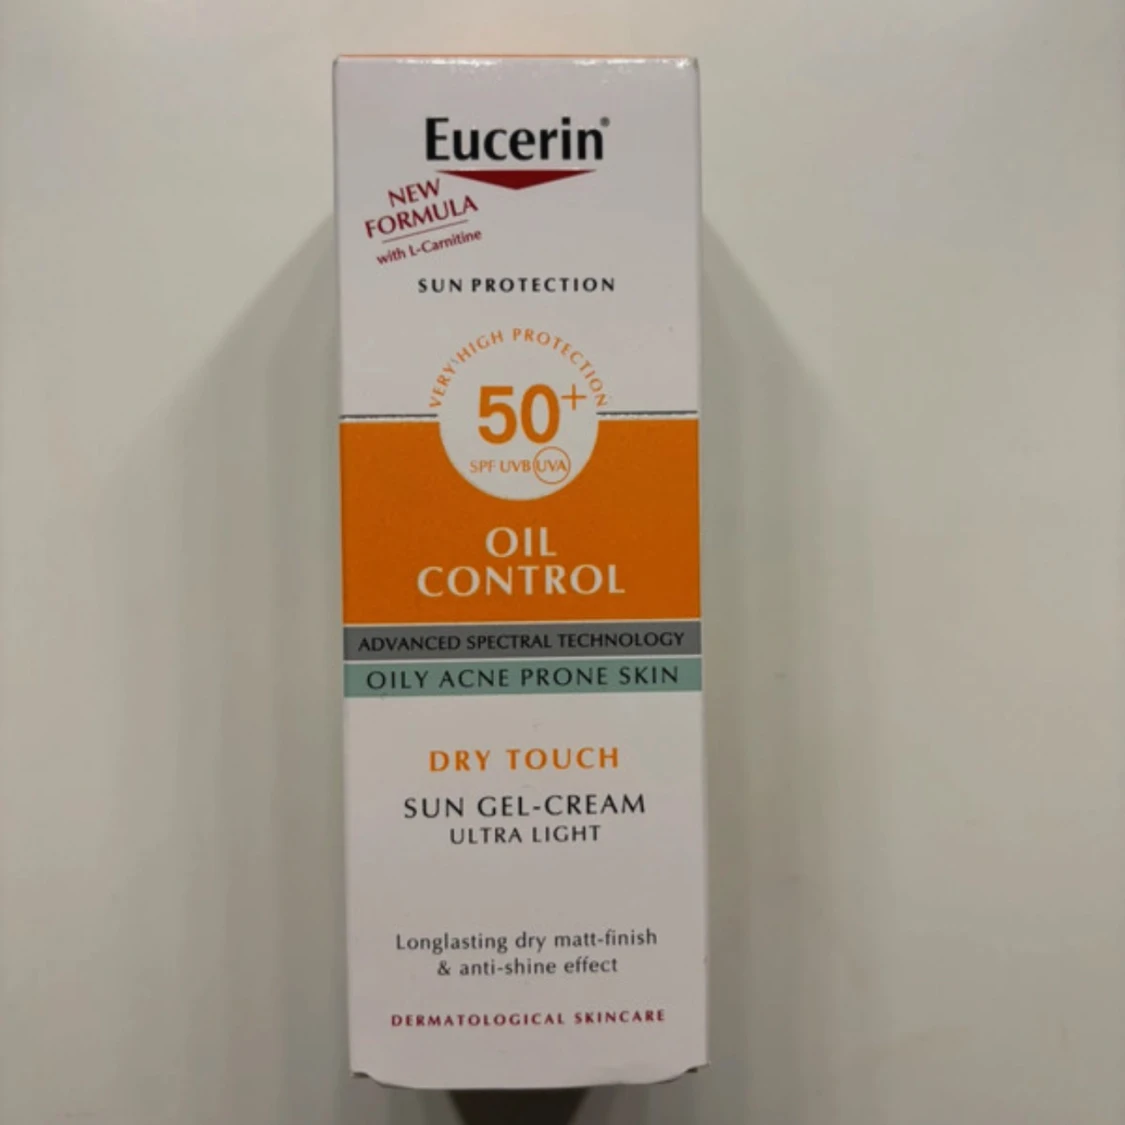 Eucerin®
NEW
FORMULA
with L-Carnitine
SUN PROTECTION
VERY HIGH PROTECTION
50+
SPF UVB UVA
OIL
CONTROL
ADVANCED SPECTRAL TECHNOLOGY
OILY ACNE PRONE SKIN
DRY TOUCH
SUN GEL-CREAM
ULTRA LIGHT
Longlasting dry matt-finish
& anti-shine effect
DERMATOLOGICAL SKINCARE